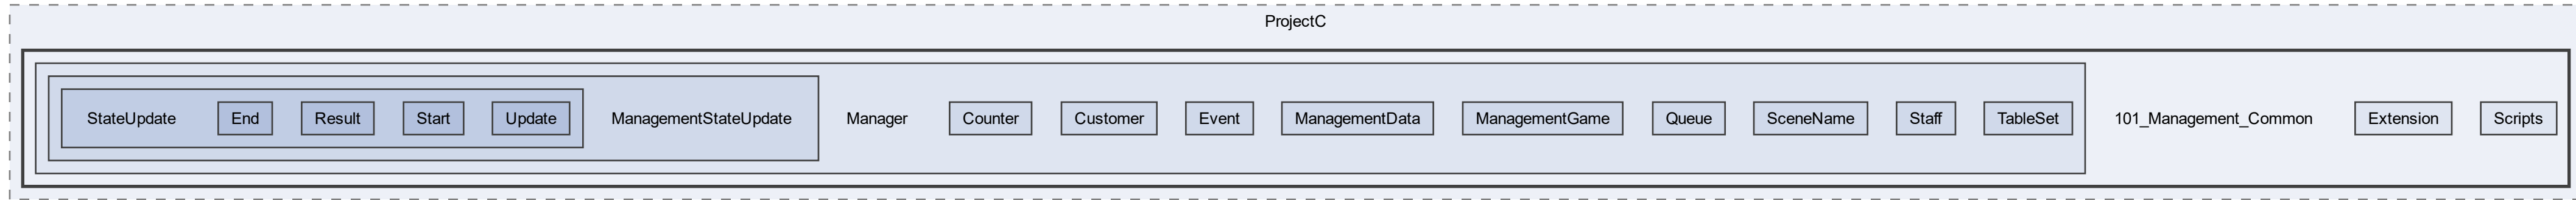 ProjectC
StateUpdate
End
Result
Start
Update
ManagementStateUpdate
Manager
Counter
Customer
Event
ManagementData
ManagementGame
Queue
SceneName
Staff
TableSet
101_Management_Common
Extension
Scripts